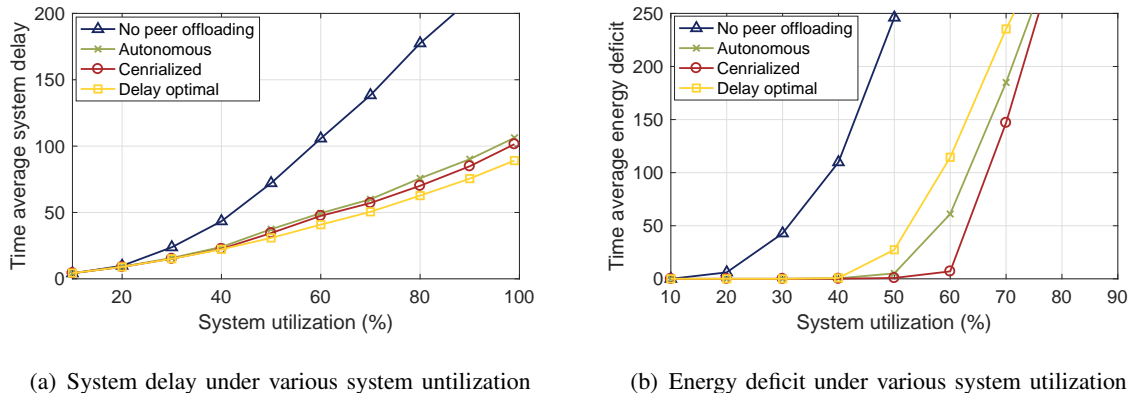 200
150
100
50
0
20
40
60
80
100
Time average system delay
System utilization (%)
No peer offloading
Autonomous
Cenrialized
Delay optimal
(a) System delay under various system untilization
250
200
150
100
50
0
10
20
30
40
50
60
70
80
90
Time average energy deficit
System utilization (%)
No peer offloading
Autonomous
Cenrialized
Delay optimal
(b) Energy deficit under various system utilization